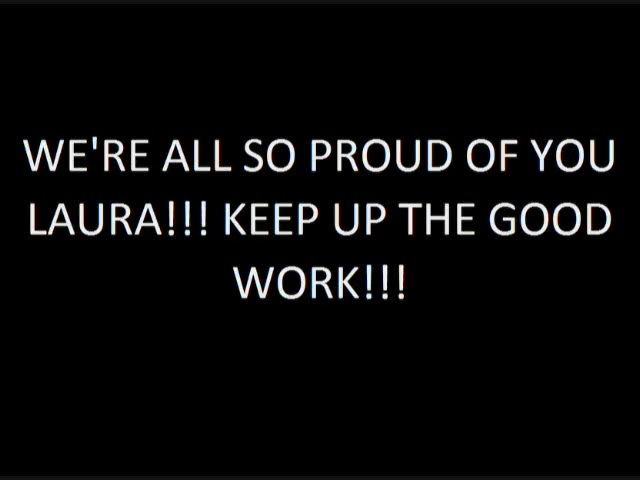 WE'RE ALL SO PROUD OF YOU
LAURA!!! KEEP UP THE GOOD
WORK!!!